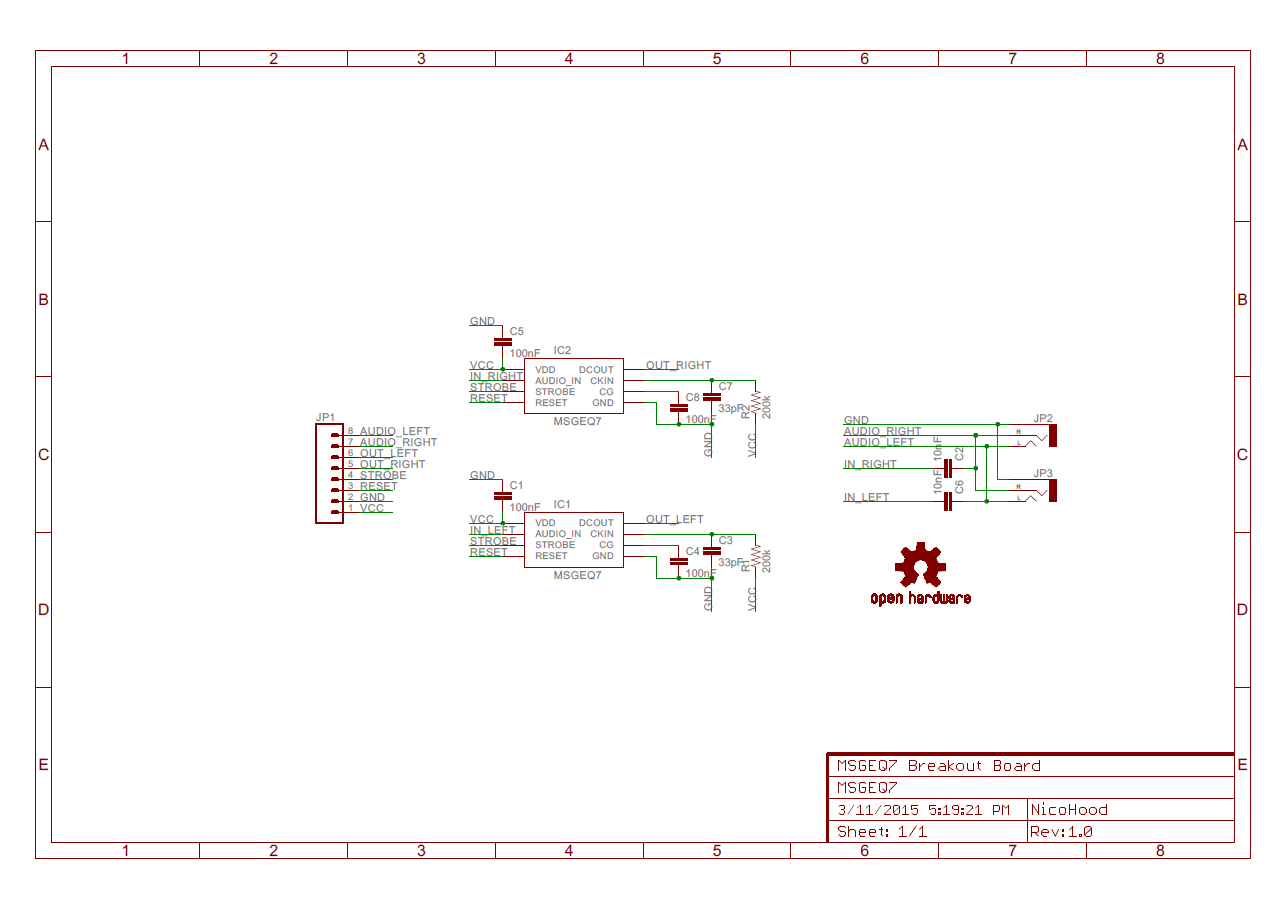 1 2 3 4 5 6 7 8
A A
B B
C C
D D
E E
GND
C5
100nF
IC2
VCC
IN_RIGHT
STROBE
RESET
VDD DCOUT
AUDIO_IN CKIN
STROBE CG
RESET GND
MSGEQ7
OUT_RIGHT
C7
33pF
C8
100nF
R2
200k
GND
VCC
JP1
8 AUDIO_LEFT
7 AUDIO_RIGHT
6 OUT_LEFT
5 OUT_RIGHT
4 STROBE
3 RESET
2 GND
1 VCC
GND
C1
100nF
IC1
VCC
IN_LEFT
STROBE
RESET
VDD DCOUT
AUDIO_IN CKIN
STROBE CG
RESET GND
MSGEQ7
OUT_LEFT
C3
33pF
C4
100nF
R1
200k
GND
VCC
GND
AUDIO_RIGHT
AUDIO_LEFT
IN_RIGHT
IN_LEFT
10nF
C2
10nF
C6
JP2
R
L
JP3
R
L
open hardware
MSGEQ7 Breakout Board
MSGEQ7
3/11/2015 5:19:21 PM NicoHood
Sheet: 1/1 Rev:1.0
1 2 3 4 5 6 7 8